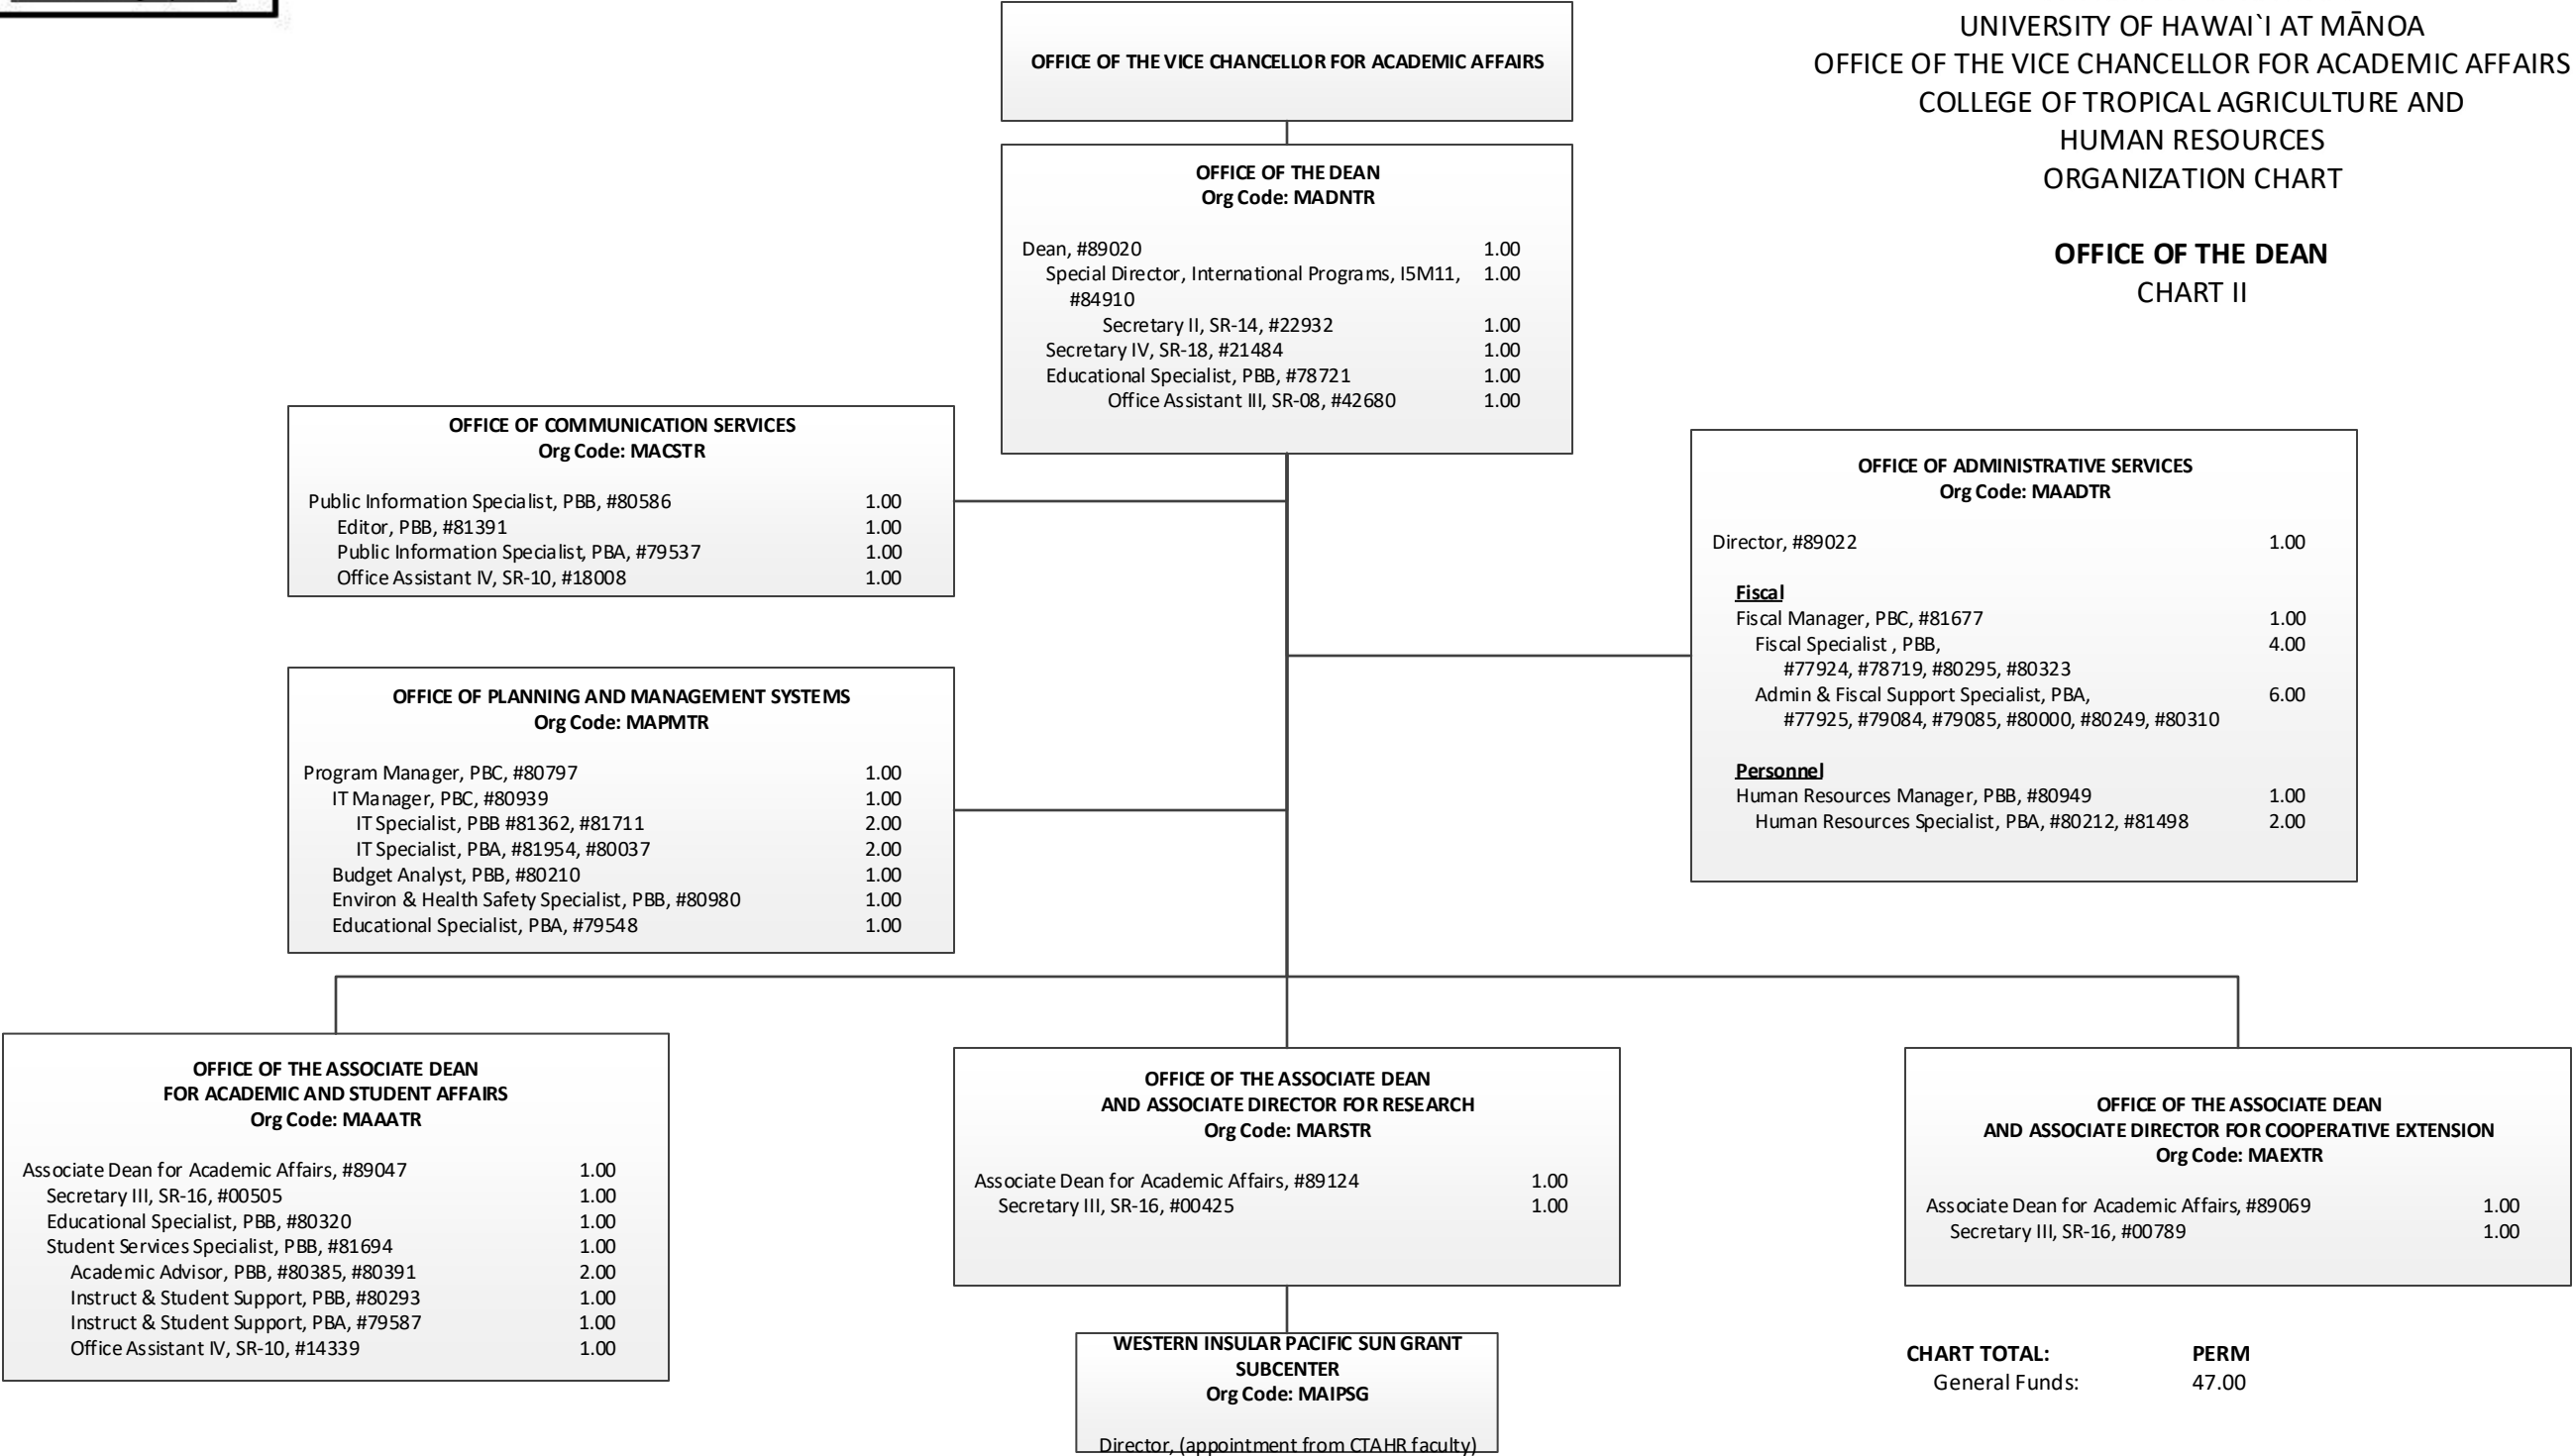 OFFICE OF THE VICE CHANCELLOR FOR ACADEMIC AFFAIRS
UNIVERSITY OF HAWAI`I AT MĀNOA
OFFICE OF THE VICE CHANCELLOR FOR ACADEMIC AFFAIRS
COLLEGE OF TROPICAL AGRICULTURE AND
HUMAN RESOURCES
ORGANIZATION CHART
OFFICE OF THE DEAN
CHART II
OFFICE OF THE DEAN
Org Code: MADNTR
Dean, #89020 1.00
Special Director, International Programs, I5M11, 1.00
#84910
Secretary II, SR-14, #22932 1.00
Secretary IV, SR-18, #21484 1.00
Educational Specialist, PBB, #78721 1.00
Office Assistant III, SR-08, #42680 1.00
OFFICE OF COMMUNICATION SERVICES
Org Code: MACSTR
Public Information Specialist, PBB, #80586 1.00
Editor, PBB, #81391 1.00
Public Information Specialist, PBA, #79537 1.00
Office Assistant IV, SR-10, #18008 1.00
OFFICE OF ADMINISTRATIVE SERVICES
Org Code: MAADTR
Director, #89022 1.00
Fiscal
Fiscal Manager, PBC, #81677 1.00
Fiscal Specialist , PBB, 4.00
#77924, #78719, #80295, #80323
Admin & Fiscal Support Specialist, PBA, 6.00
#77925, #79084, #79085, #80000, #80249, #80310
Personnel
Human Resources Manager, PBB, #80949 1.00
Human Resources Specialist, PBA, #80212, #81498 2.00
OFFICE OF PLANNING AND MANAGEMENT SYSTEMS
Org Code: MAPMTR
Program Manager, PBC, #80797 1.00
IT Manager, PBC, #80939 1.00
IT Specialist, PBB #81362, #81711 2.00
IT Specialist, PBA, #81954, #80037 2.00
Budget Analyst, PBB, #80210 1.00
Environ & Health Safety Specialist, PBB, #80980 1.00
Educational Specialist, PBA, #79548 1.00
OFFICE OF THE ASSOCIATE DEAN
FOR ACADEMIC AND STUDENT AFFAIRS
Org Code: MAAATR
Associate Dean for Academic Affairs, #89047 1.00
Secretary III, SR-16, #00505 1.00
Educational Specialist, PBB, #80320 1.00
Student Services Specialist, PBB, #81694 1.00
Academic Advisor, PBB, #80385, #80391 2.00
Instruct & Student Support, PBB, #80293 1.00
Instruct & Student Support, PBA, #79587 1.00
Office Assistant IV, SR-10, #14339 1.00
OFFICE OF THE ASSOCIATE DEAN
AND ASSOCIATE DIRECTOR FOR RESEARCH
Org Code: MARSTR
Associate Dean for Academic Affairs, #89124 1.00
Secretary III, SR-16, #00425 1.00
OFFICE OF THE ASSOCIATE DEAN
AND ASSOCIATE DIRECTOR FOR COOPERATIVE EXTENSION
Org Code: MAEXTR
Associate Dean for Academic Affairs, #89069 1.00
Secretary III, SR-16, #00789 1.00
WESTERN INSULAR PACIFIC SUN GRANT
SUBCENTER
Org Code: MAIPSG
Director, (appointment from CTAHR faculty)
CHART TOTAL: PERM
General Funds: 47.00